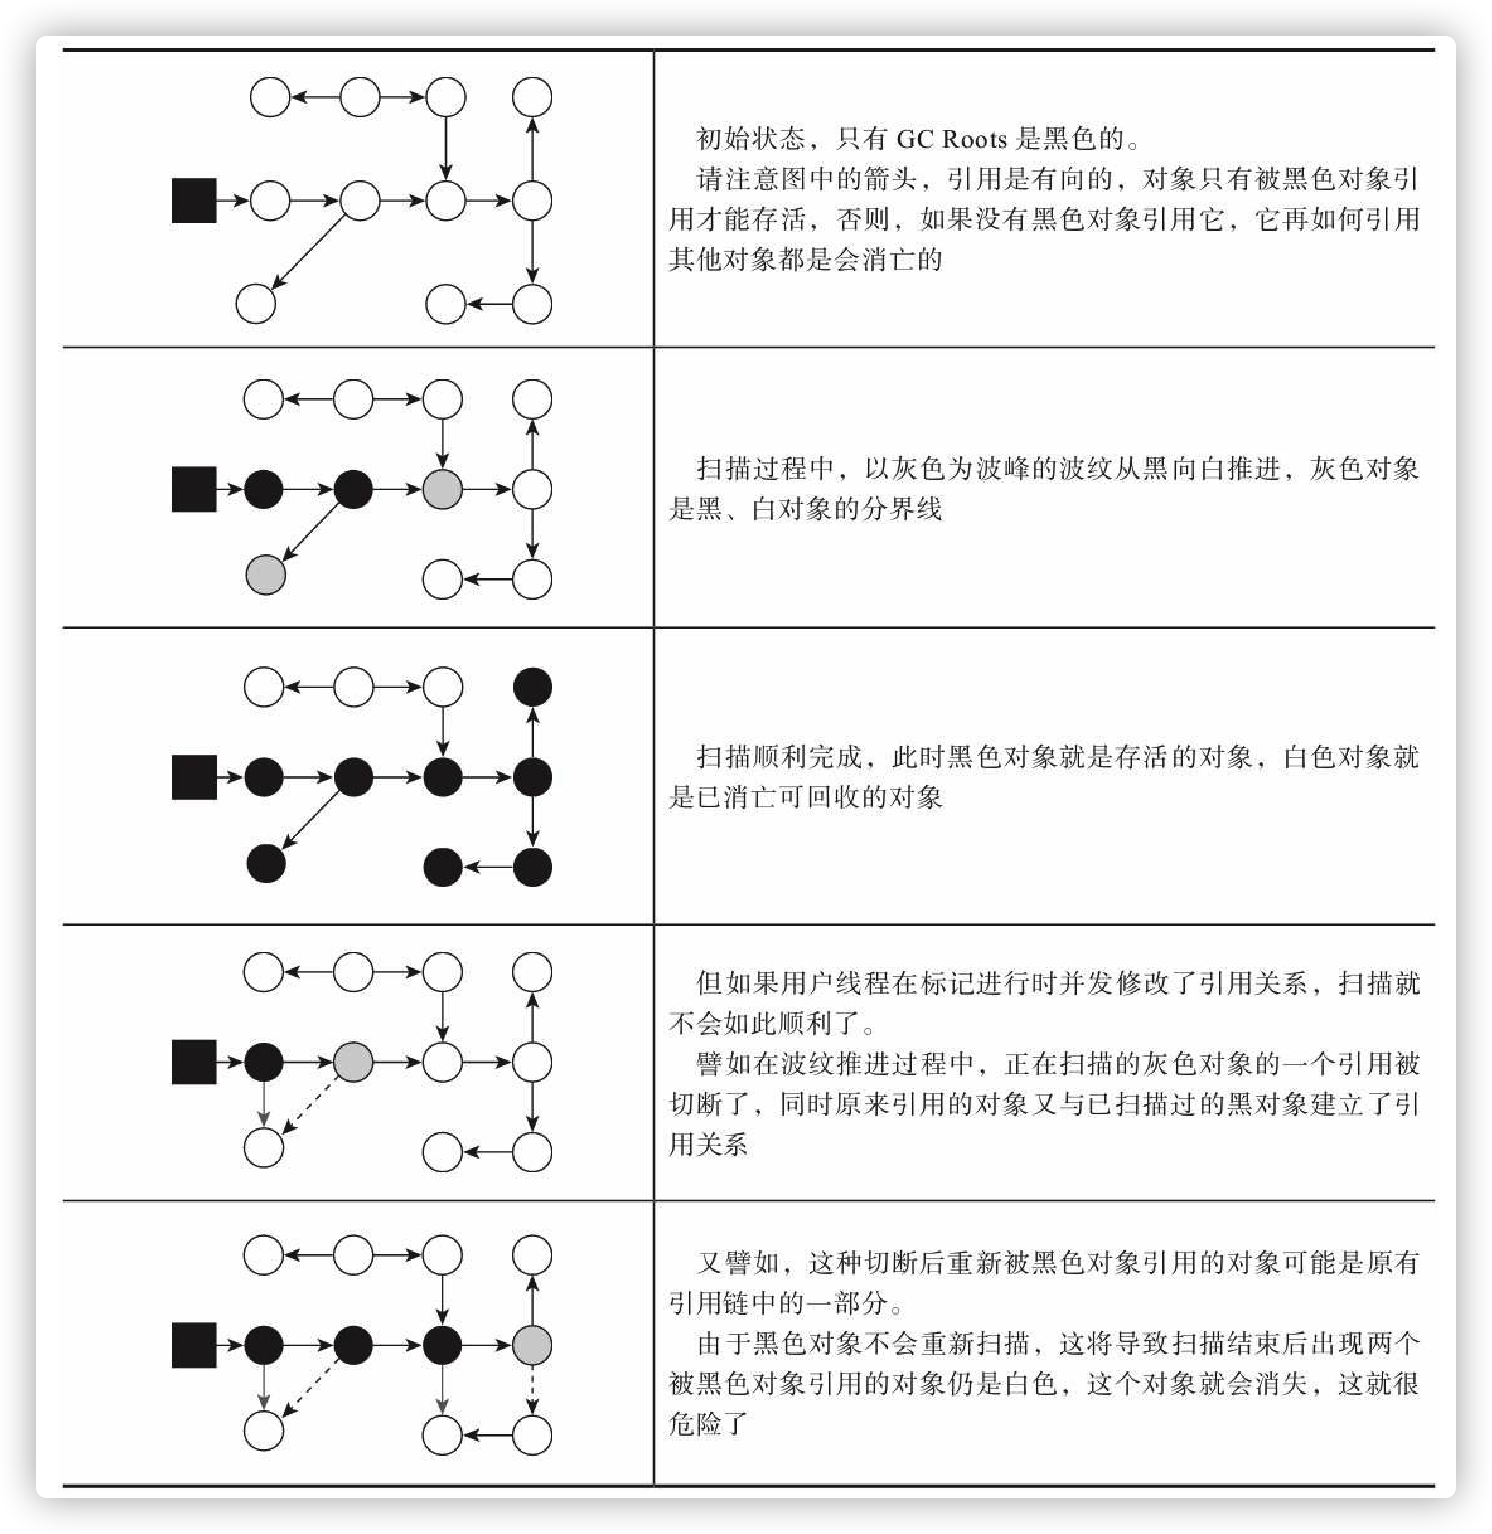 初始状态，只有 GC Roots 是黑色的。
请注意图中的箭头，引用是有向的，对象只有被黑色对象引
用才能存活，否则，如果没有黑色对象引用它，它再如何引用
其他对象都是会消亡的
扫描过程中，以灰色为波峰的波纹从黑向白推进，灰色对象
是黑、白对象的分界线
扫描顺利完成，此时黑色对象就是存活的对象，白色对象就
是已消亡可回收的对象
但如果用户线程在标记进行时并发修改了引用关系，扫描就
不会如此顺利了。
譬如在波纹推进过程中，正在扫描的灰色对象的一个引用被
切断了，同时原来引用的对象又与已扫描过的黑对象建立了引
用关系
又譬如，这种切断后重新被黑色对象引用的对象可能是原有
引用链中的一部分。
由于黑色对象不会重新扫描，这将导致扫描结束后出现两个
被黑色对象引用的对象仍是白色，这个对象就会消失，这就很
危险了